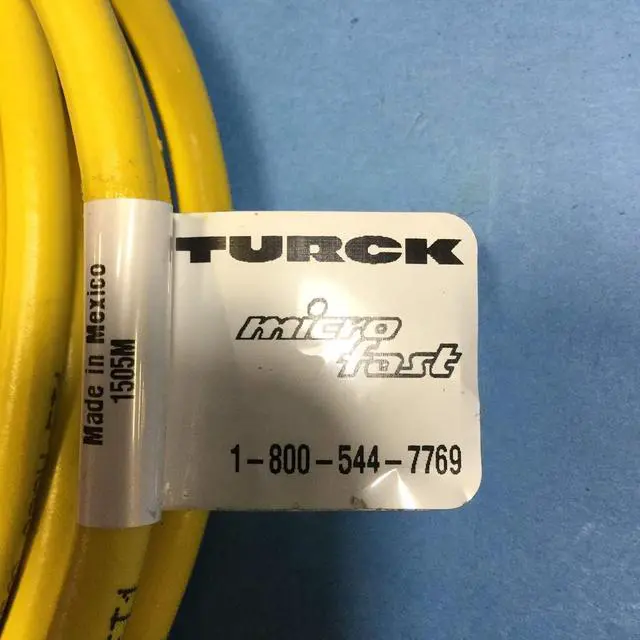 TURCK
micro
fast
1-800-544-7769
Made in Mexico
1505M